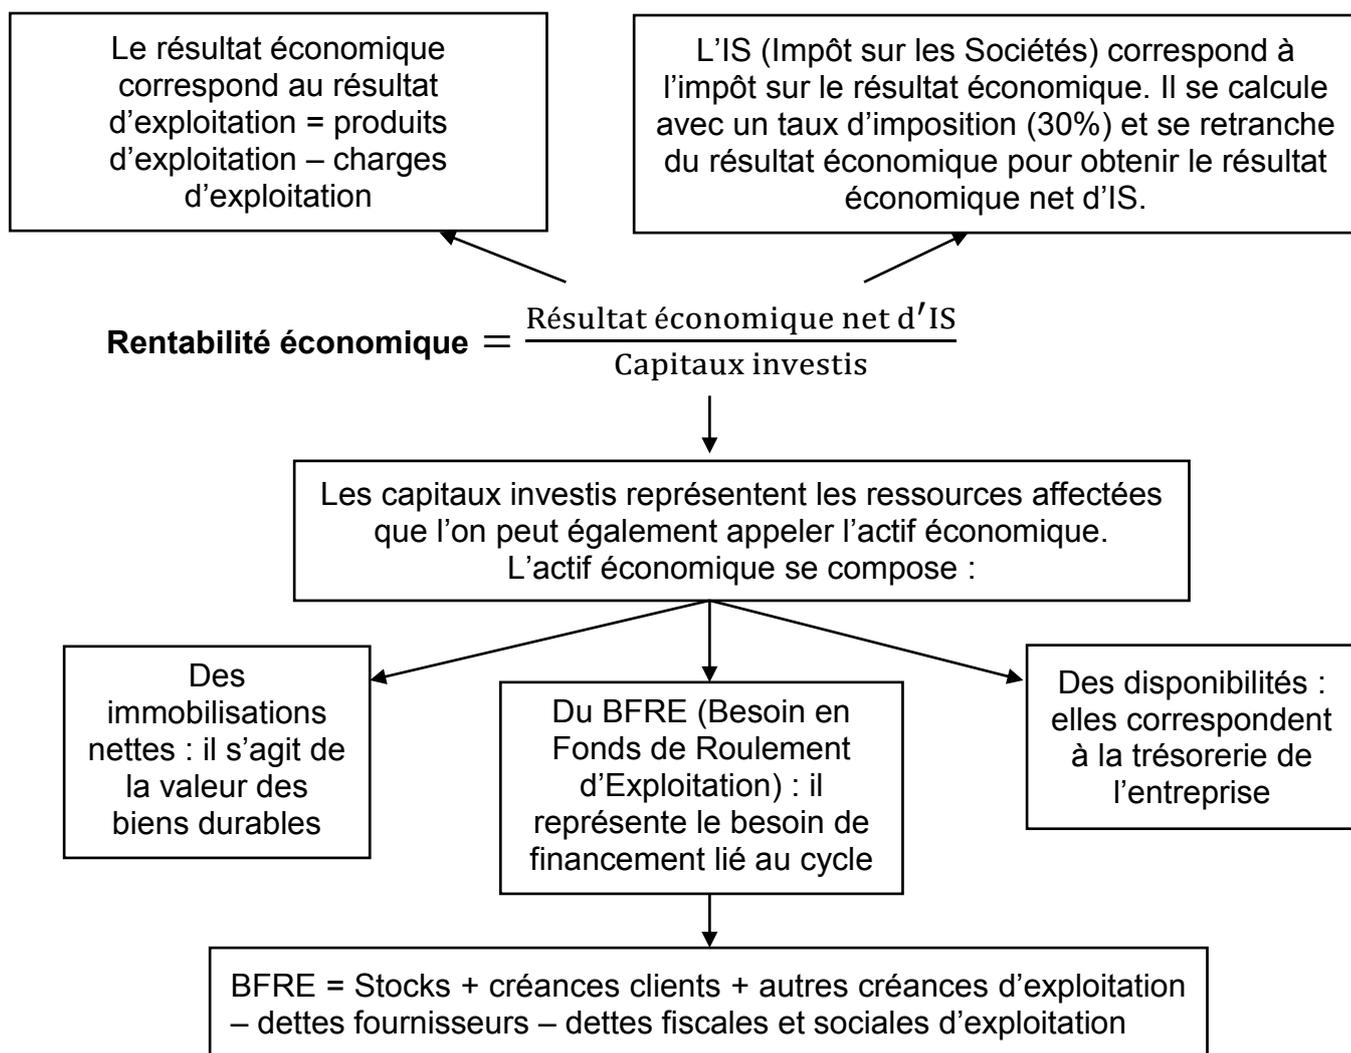 Le résultat économique
correspond au résultat
d’exploitation = produits
d’exploitation – charges
d’exploitation
L’IS (Impôt sur les Sociétés) correspond à
l’impôt sur le résultat économique. Il se calcule
avec un taux d’imposition (30%) et se retranche
du résultat économique pour obtenir le résultat
économique net d’IS.
Rentabilité économique =
Résultat économique net d′IS
Capitaux investis
Les capitaux investis représentent les ressources affectées
que l’on peut également appeler l’actif économique.
L’actif économique se compose :
Des
immobilisations
nettes : il s’agit de
la valeur des
biens durables
Du BFRE (Besoin en
Fonds de Roulement
d’Exploitation) : il
représente le besoin de
financement lié au cycle
Des disponibilités :
elles correspondent
à la trésorerie de
l’entreprise
BFRE = Stocks + créances clients + autres créances d’exploitation
– dettes fournisseurs – dettes fiscales et sociales d’exploitation